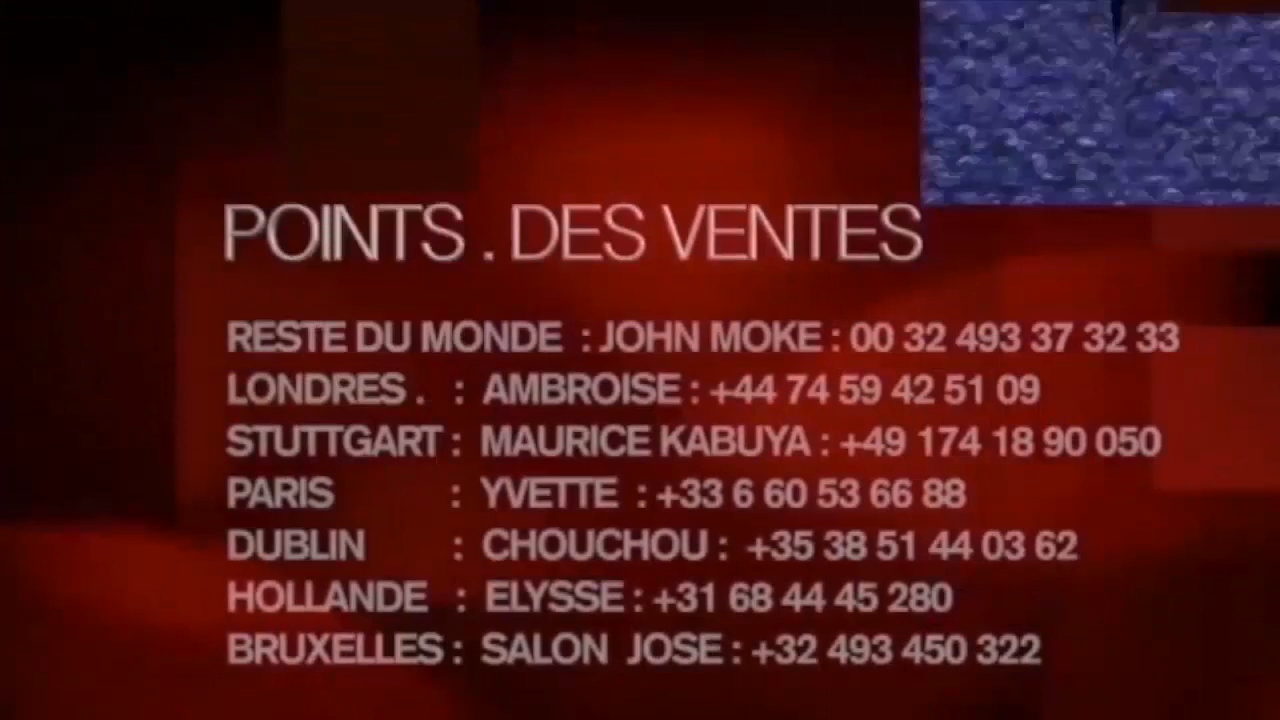 POINTS . DES VENTES
RESTE DU MONDE : JOHN MOKE : 00 32 493 37 32 33
LONDRES . : AMBROISE : +44 74 59 42 51 09
STUTTGART : MAURICE KABUYA : +49 174 18 90 050
PARIS : YVETTE : +33 6 60 53 66 88
DUBLIN : CHOUCHOU : +35 38 51 44 03 62
HOLLANDE : ELYSSE : +31 68 44 45 280
BRUXELLES : SALON JOSE : +32 493 450 322